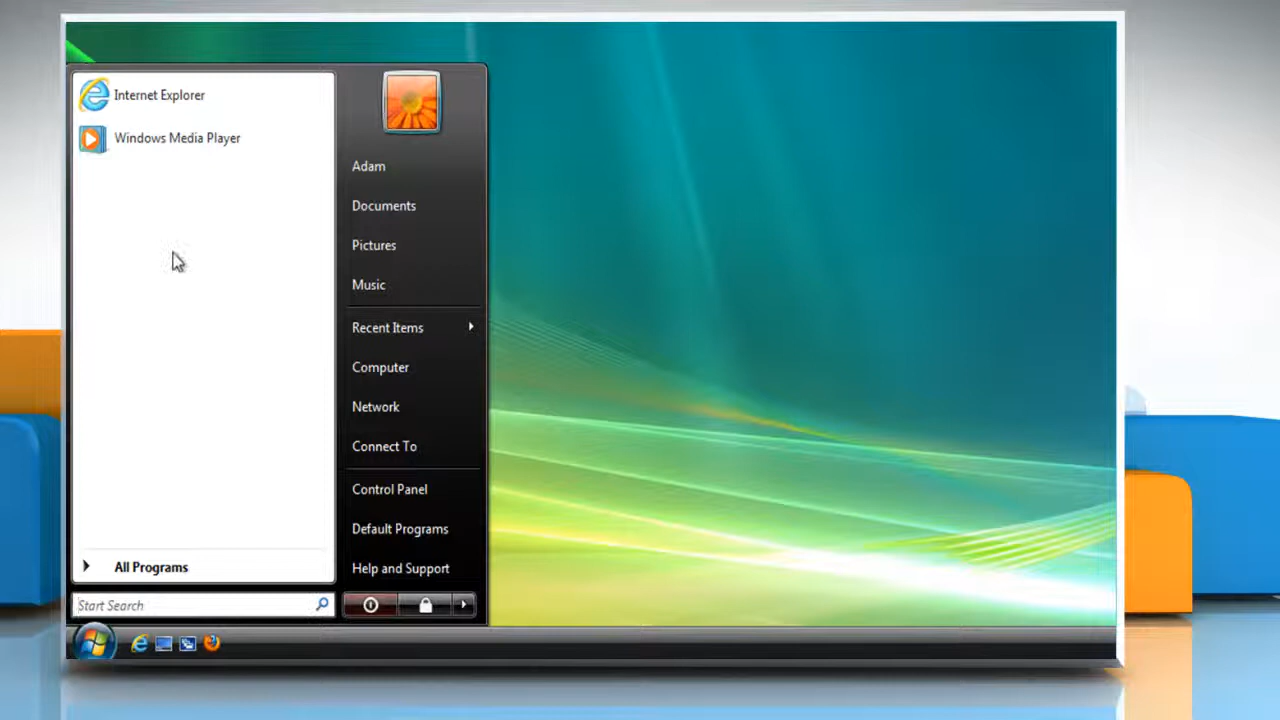 Internet Explorer
Windows Media Player
All Programs
Start Search
Adam
Documents
Pictures
Music
Recent Items
Computer
Network
Connect To
Control Panel
Default Programs
Help and Support